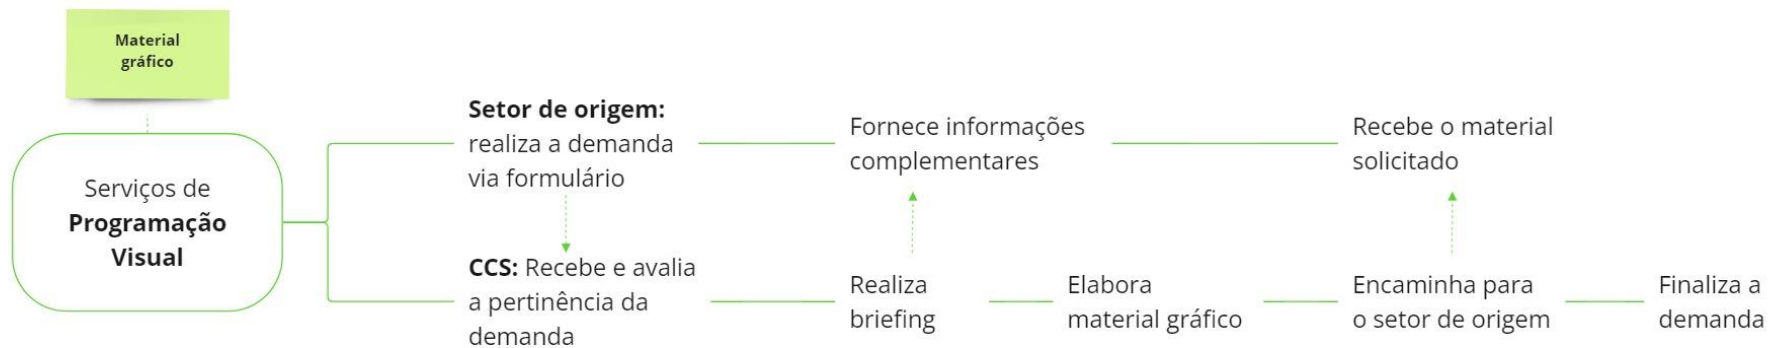 Material
gráfico
Serviços de
Programação
Visual
Setor de origem:
realiza a demanda
via formulário
Fornece informações
complementares
Recebe o material
solicitado
CCS: Recebe e avalia
a pertinência da
demanda
Realiza
briefing
Elabora
material gráfico
Encaminha para
o setor de origem
Finaliza a
demanda